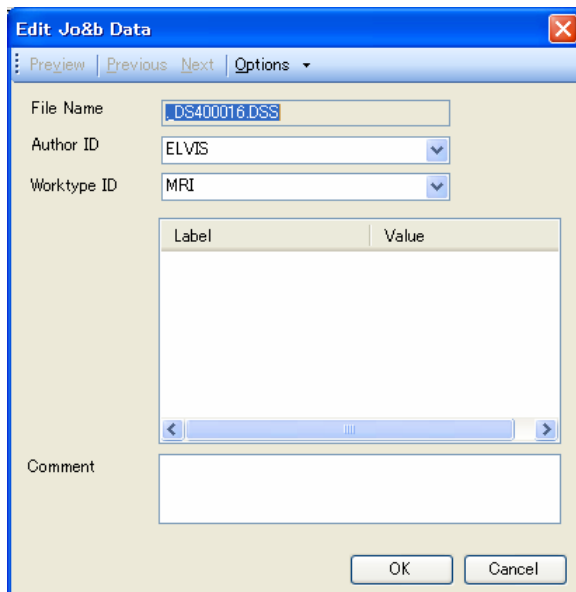 Edit Jo&b Data
Preview Previous Next Options
File Name _DS400016.DSS
Author ID ELVIS
Worktype ID MRI
Label Value
Comment
OK Cancel